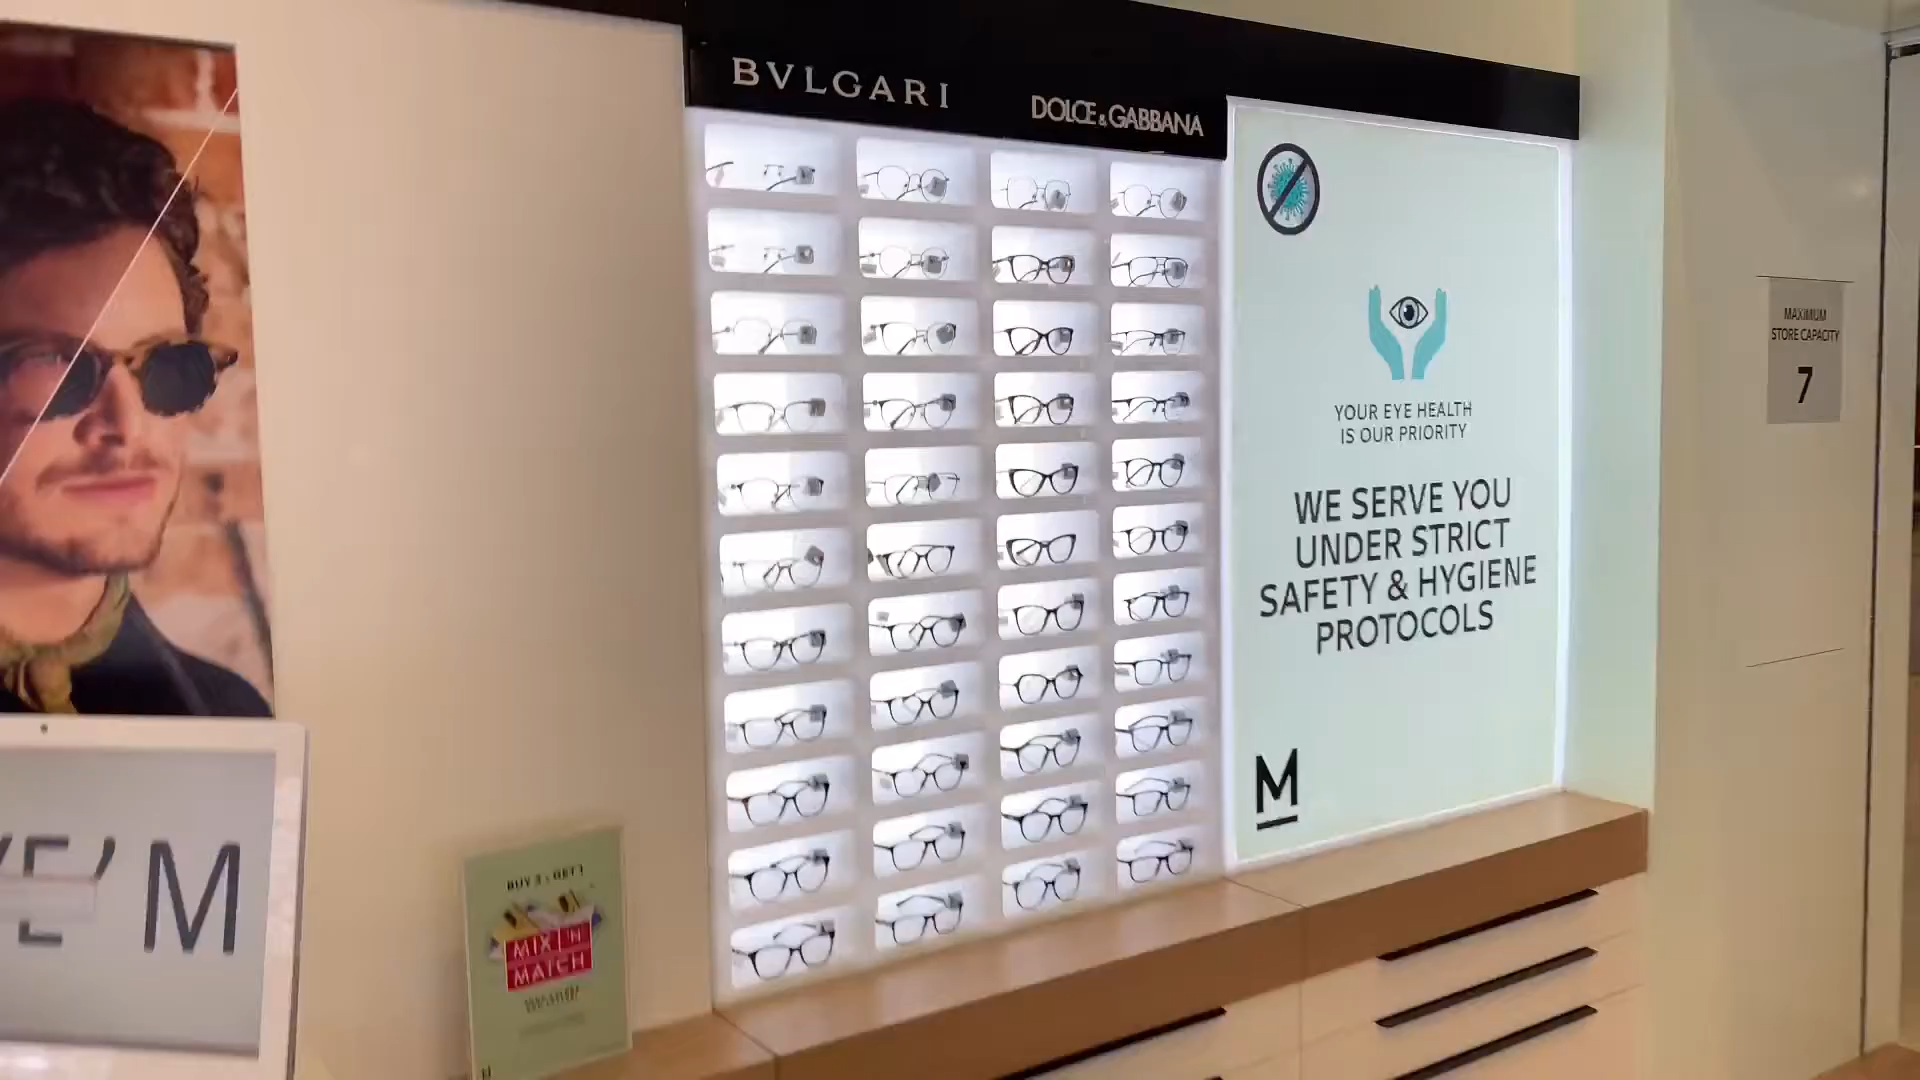 BVLGARI
DOLCE & GABBANA
YOUR EYE HEALTH
IS OUR PRIORITY
WE SERVE YOU
UNDER STRICT
SAFETY & HYGIENE
PROTOCOLS
M
MAXIMUM
STORE CAPACITY
7
E'M
BUY 3 GET 1
MIX 'N
MATCH